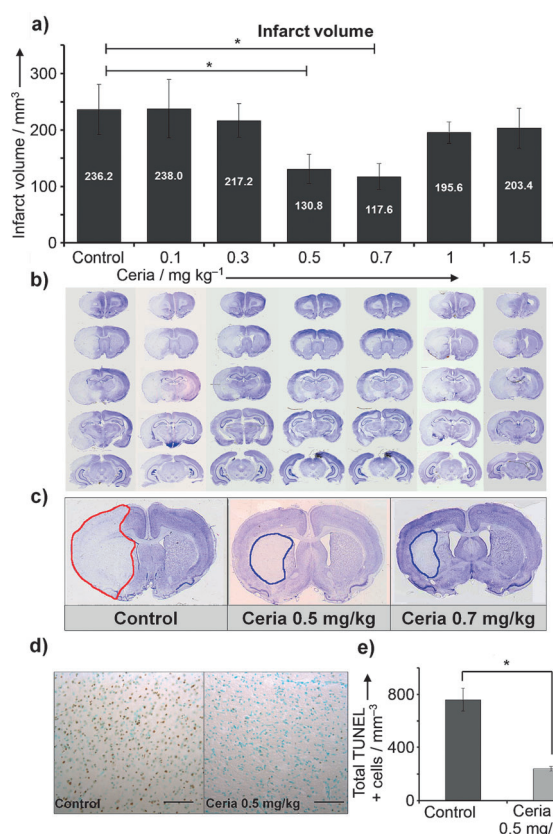 a)
Infarct volume
*
*
Infarct volume / mm³
300
200
100
0
236.2
238.0
217.2
130.8
117.6
195.6
203.4
Control 0.1 0.3 0.5 0.7 1 1.5
Ceria / mg kg⁻¹
b)
c)
Control
Ceria 0.5 mg/kg
Ceria 0.7 mg/kg
d)
Control
Ceria 0.5 mg/kg
e)
*
Total TUNEL
+ cells / mm⁻³
800
400
0
Control
Ceria
0.5 mg/